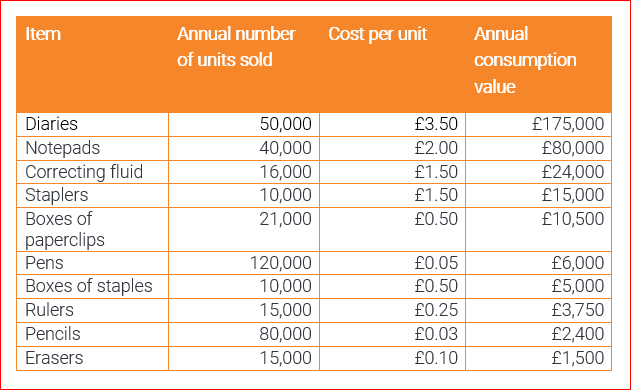 Item Annual number of units sold Cost per unit Annual consumption value
Diaries 50,000 £3.50 £175,000
Notepads 40,000 £2.00 £80,000
Correcting fluid 16,000 £1.50 £24,000
Staplers 10,000 £1.50 £15,000
Boxes of paperclips 21,000 £0.50 £10,500
Pens 120,000 £0.05 £6,000
Boxes of staples 10,000 £0.50 £5,000
Rulers 15,000 £0.25 £3,750
Pencils 80,000 £0.03 £2,400
Erasers 15,000 £0.10 £1,500